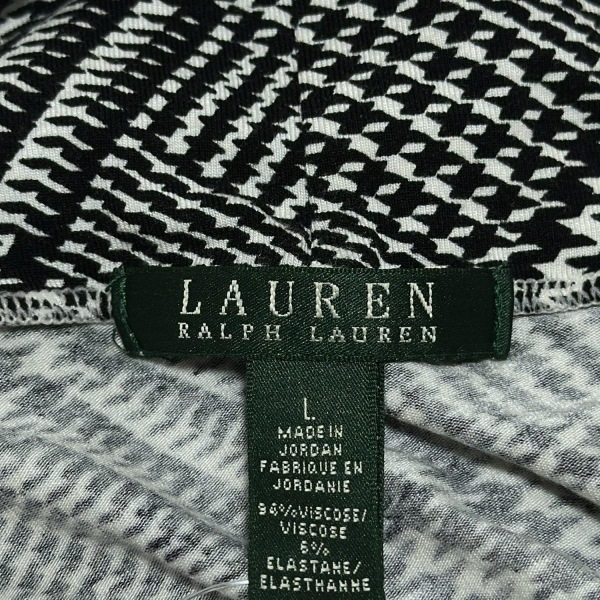 LAUREN
RALPH LAUREN
L
MADE IN
JORDAN
FABRIQUE EN
JORDANIE
94%VISCOSE/
VISCOSE
6%
ELASTANE/
ELASTHANNE